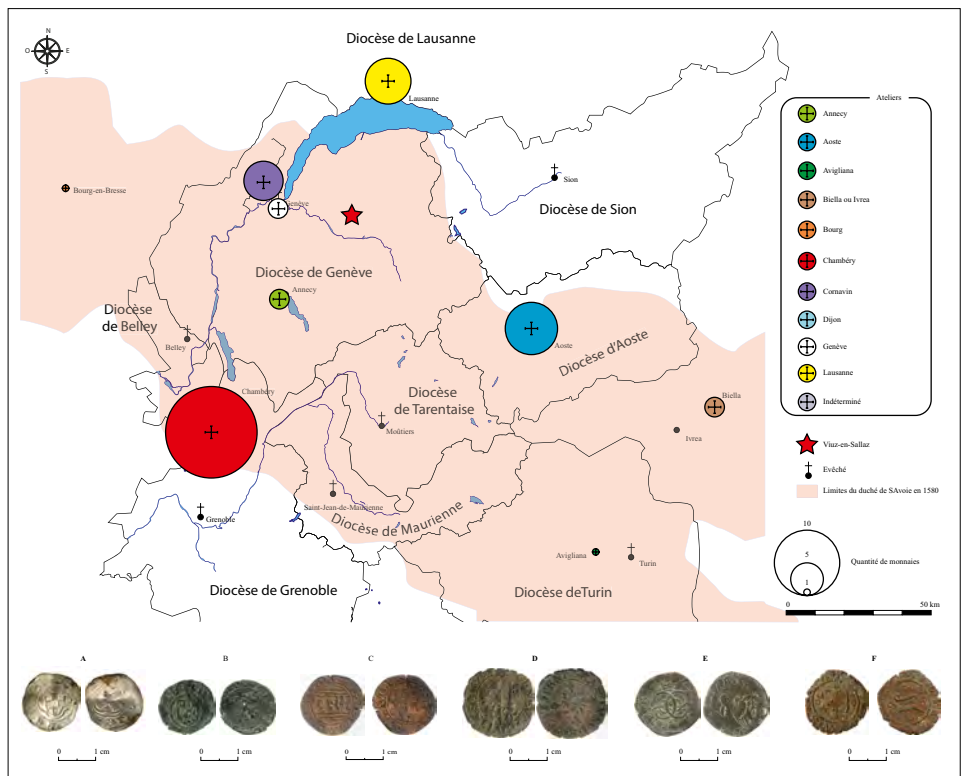 N
O
E
S
Diocèse de Lausanne
Lausanne
Bourg-en-Bresse
Genève
Sion
Diocèse de Sion
Diocèse de Genève
Annecy
Diocèse
de Belley
Belley
Aoste
Diocèse d'Aoste
Chambéry
Diocèse
de Tarentaise
Moûtiers
Biella
Ivrea
Saint-Jean-de-Maurienne
Diocèse de Maurienne
Grenoble
Diocèse de Grenoble
Avigliana
Turin
Diocèse deTurin
Ateliers
Annecy
Aoste
Avigliana
Biella ou Ivrea
Bourg
Chambéry
Cornavin
Dijon
Genève
Lausanne
Indéterminé
Viuz-en-Sallaz
Evêché
Limites du duché de SAvoie en 1580
10
5
1
Quantité de monnaies
0 50 km
A B C D E F
0 1 cm 0 1 cm 0 1 cm 0 1 cm 0 1 cm 0 1 cm